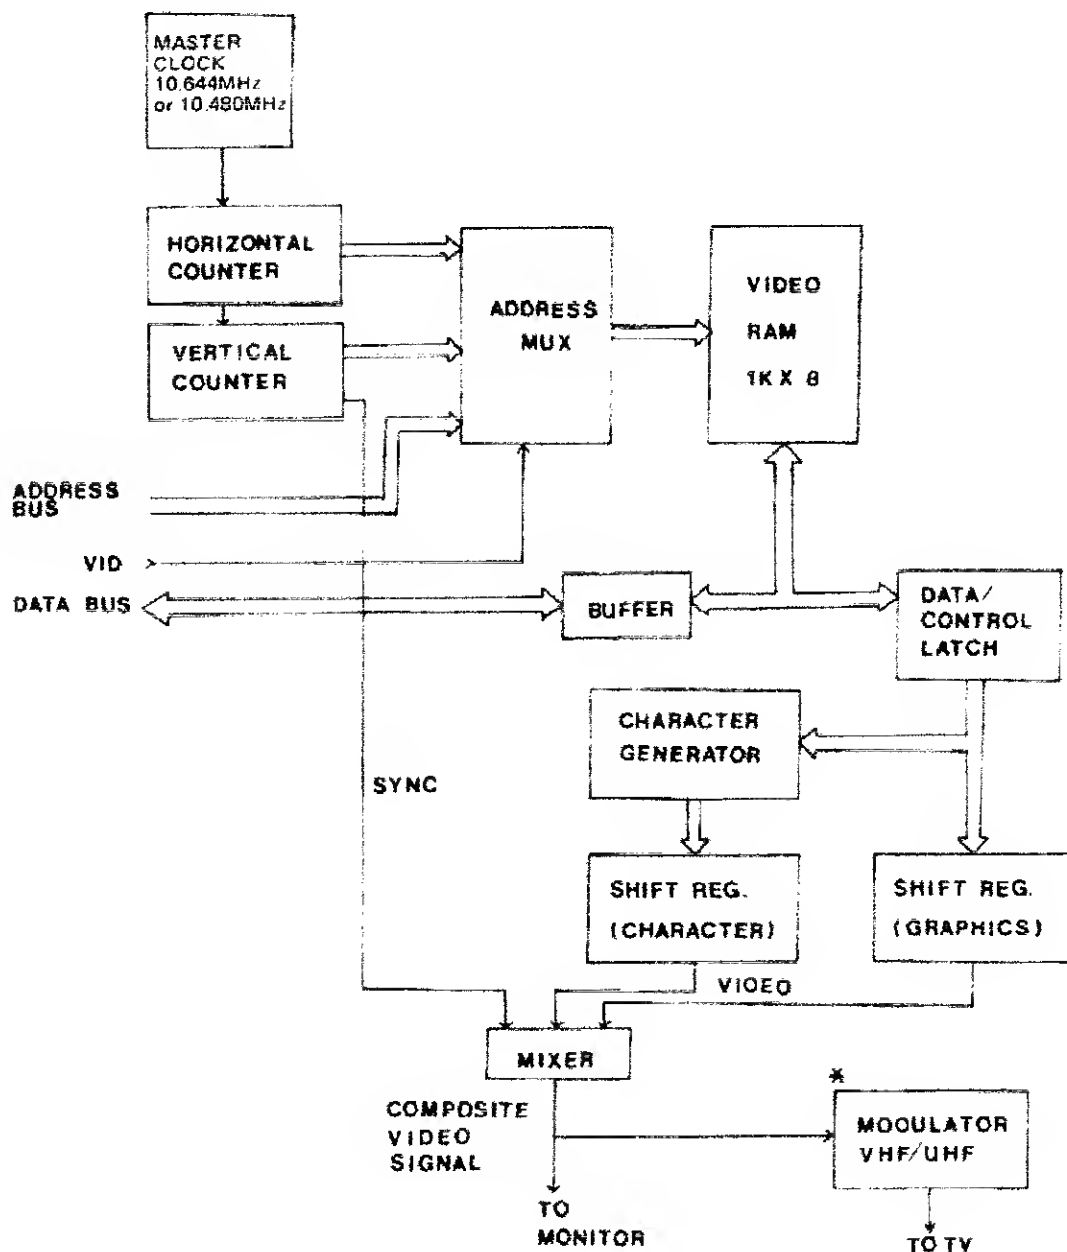 MASTER
CLOCK
10.644MHz
or 10.480MHz
HORIZONTAL
COUNTER
VERTICAL
COUNTER
ADDRESS
MUX
VIDEO
RAM
1K X 8
ADDRESS
BUS
VID
DATA BUS
BUFFER
DATA/
CONTROL
LATCH
CHARACTER
GENERATOR
SYNC
SHIFT REG.
(CHARACTER)
SHIFT REG.
(GRAPHICS)
VIDEO
MIXER
COMPOSITE
VIDEO
SIGNAL
*
MODULATOR
VHF/UHF
TO
MONITOR
TO TV